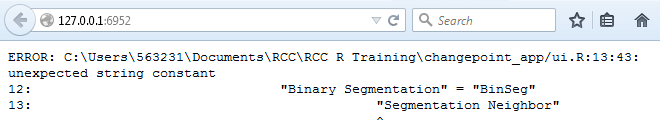 127.0.0.1:6952
Search
ERROR: C:\Users\563231\Documents\RCC\RCC R Training\changepoint_app/ui.R:13:43:
unexpected string constant
12:                               "Binary Segmentation" = "BinSeg"
13:                                           "Segmentation Neighbor"
                                              ^